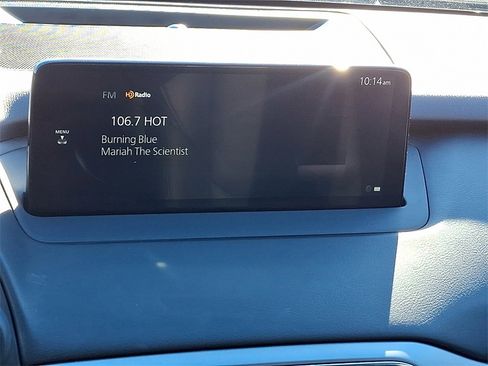 FM HD Radio 10:14am
106.7 HOT
MENU
Burning Blue
Mariah The Scientist